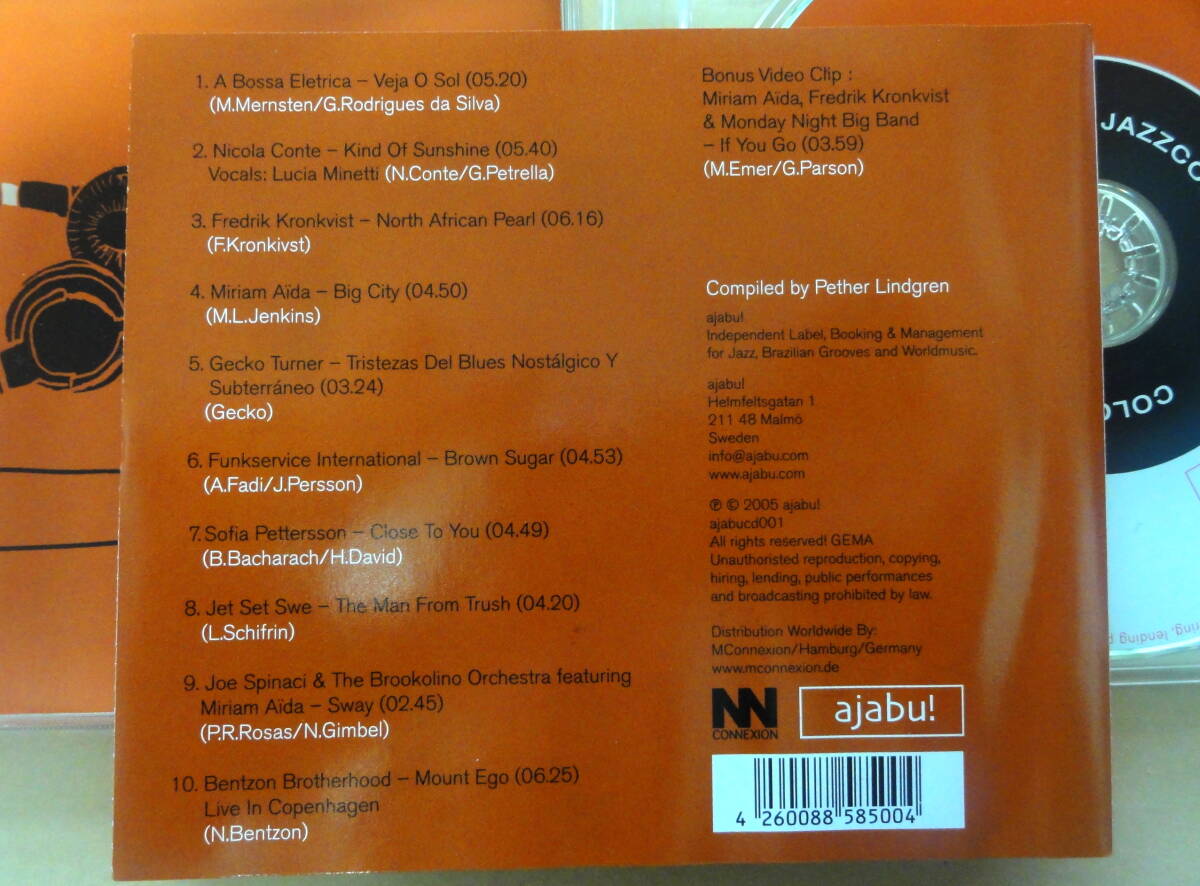 1. A Bossa Eletrica – Veja O Sol (05.20)
(M.Mernsten/G.Rodrigues da Silva)
2. Nicola Conte – Kind Of Sunshine (05.40)
Vocals: Lucia Minetti (N.Conte/G.Petrella)
3. Fredrik Kronkvist – North African Pearl (06.16)
(F.Kronkivst)
4. Miriam Aïda – Big City (04.50)
(M.L.Jenkins)
5. Gecko Turner – Tristezas Del Blues Nostálgico Y
Subterráneo (03.24)
(Gecko)
6. Funkservice International – Brown Sugar (04.53)
(A.Fadi/J.Persson)
7. Sofia Pettersson – Close To You (04.49)
(B.Bacharach/H.David)
8. Jet Set Swe – The Man From Trush (04.20)
(L.Schifrin)
9. Joe Spinaci & The Brookolino Orchestra featuring
Miriam Aïda – Sway (02.45)
(P.R.Rosas/N.Gimbel)
10. Bentzon Brotherhood – Mount Ego (06.25)
Live In Copenhagen
(N.Bentzon)
Bonus Video Clip :
Miriam Aïda, Fredrik Kronkvist
& Monday Night Big Band
– If You Go (03.59)
(M.Emer/G.Parson)
Compiled by Pether Lindgren
ajabu!
Independent Label, Booking & Management
for Jazz, Brazilian Grooves and Worldmusic.
ajabu!
Helmfeltsgatan 1
211 48 Malmö
Sweden
info@ajabu.com
www.ajabu.com
℗ © 2005 ajabu!
ajabucd001
All rights reserved! GEMA
Unauthoristed reproduction, copying,
hiring, lending, public performances
and broadcasting prohibited by law.
Distribution Worldwide By:
MConnexion/Hamburg/Germany
www.mconnexion.de
CONNEXION
ajabu!
4 260088 585004
JAZZCO
COLO
ring, lending p